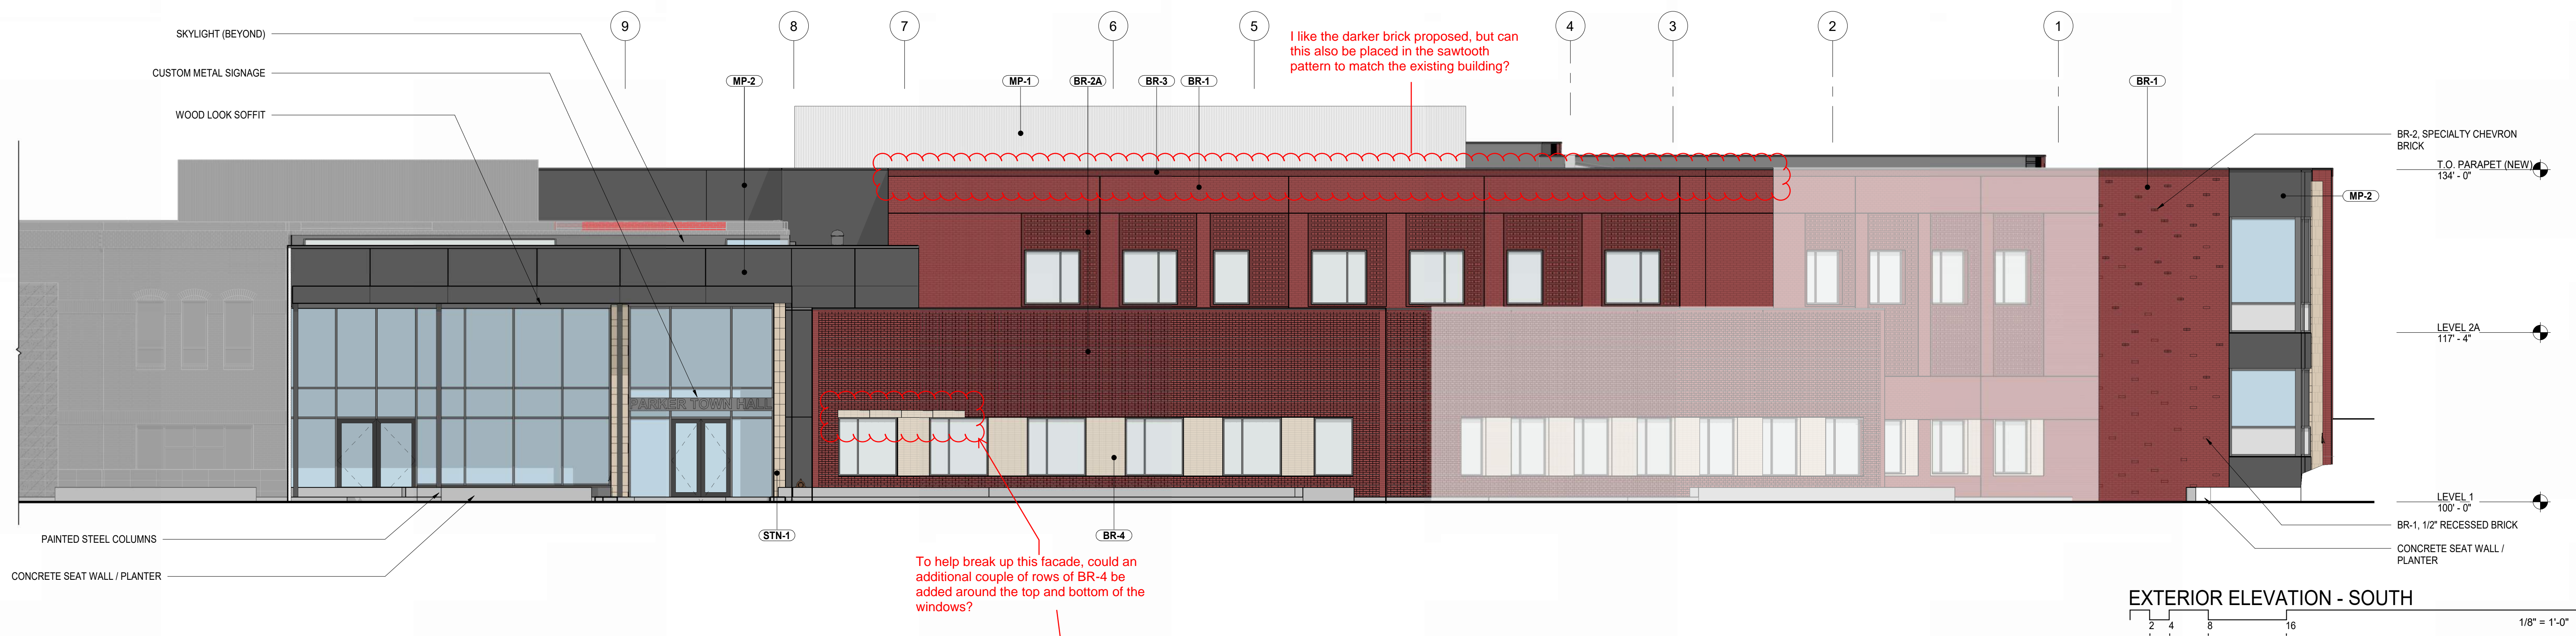 9
8
7
6
5
4
3
2
1
SKYLIGHT (BEYOND)
CUSTOM METAL SIGNAGE
WOOD LOOK SOFFIT
I like the darker brick proposed, but can
this also be placed in the sawtooth
pattern to match the existing building?
MP-2
MP-1
BR-2A
BR-3
BR-1
BR-1
BR-2, SPECIALTY CHEVRON
BRICK
T.O. PARAPET (NEW)
134' - 0"
MP-2
LEVEL 2A
117' - 4"
PARKER TOWN HALL
LEVEL 1
100' - 0"
BR-1, 1/2" RECESSED BRICK
CONCRETE SEAT WALL /
PLANTER
PAINTED STEEL COLUMNS
CONCRETE SEAT WALL / PLANTER
STN-1
BR-4
To help break up this facade, could an
additional couple of rows of BR-4 be
added around the top and bottom of the
windows?
EXTERIOR ELEVATION - SOUTH
2 4 8 16
1/8" = 1'-0"